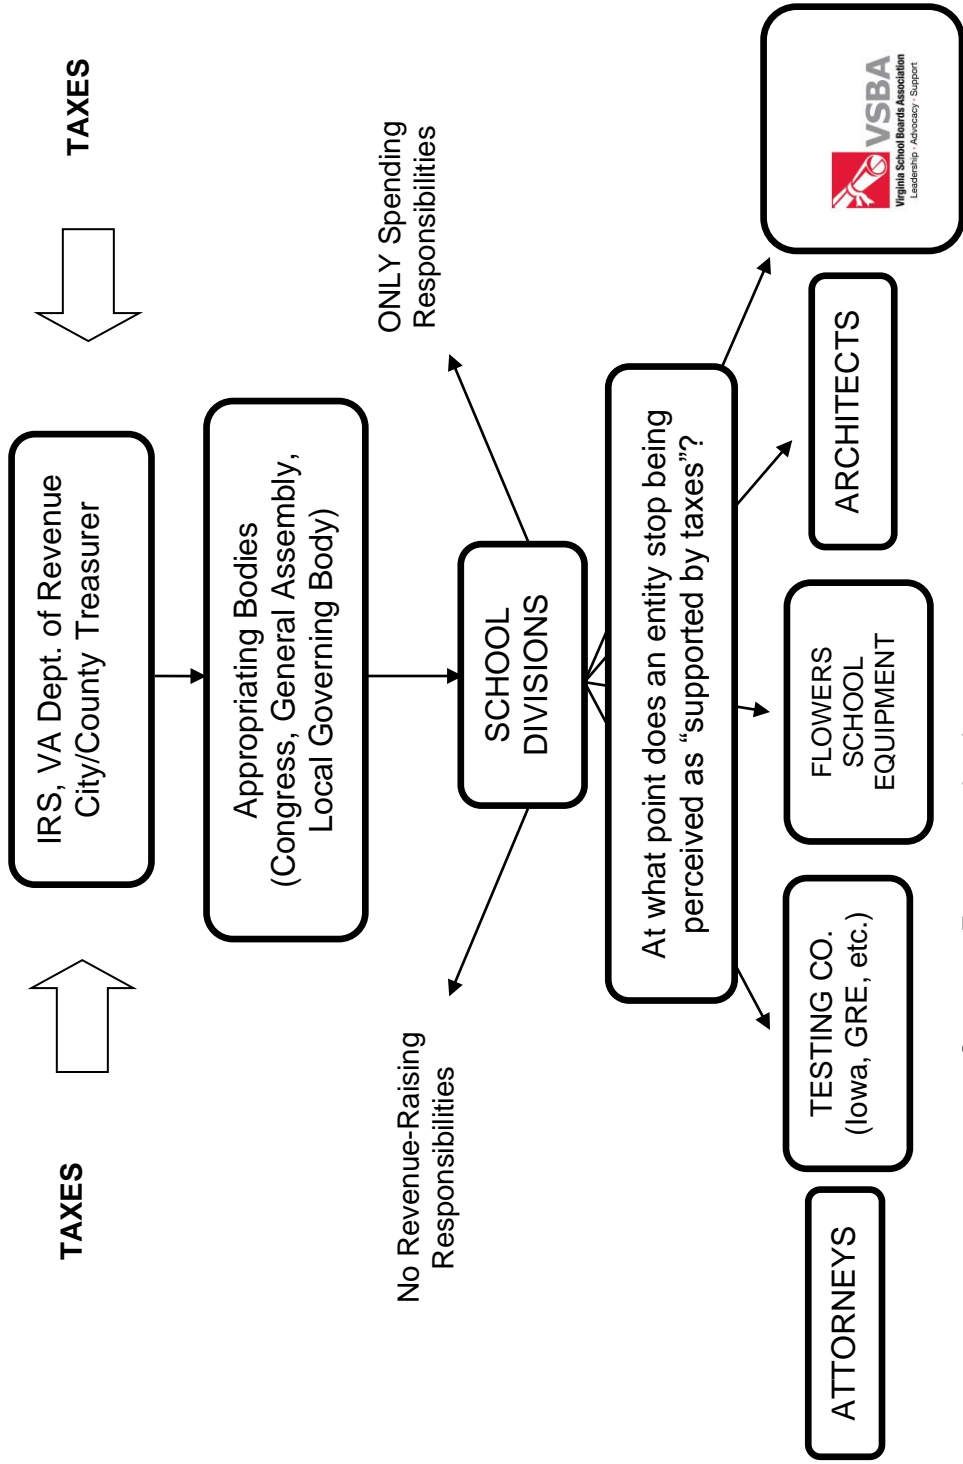 TAXES
TAXES
IRS, VA Dept. of Revenue
City/County Treasurer
Appropriating Bodies
(Congress, General Assembly,
Local Governing Body)
No Revenue-Raising
Responsibilities
SCHOOL
DIVISIONS
ONLY Spending
Responsibilities
At what point does an entity stop being
perceived as “supported by taxes”?
ATTORNEYS
TESTING CO.
(Iowa, GRE, etc.)
FLOWERS
SCHOOL
EQUIPMENT
ARCHITECTS
VSBA
Virginia School Boards Association
Leadership · Advocacy · Support